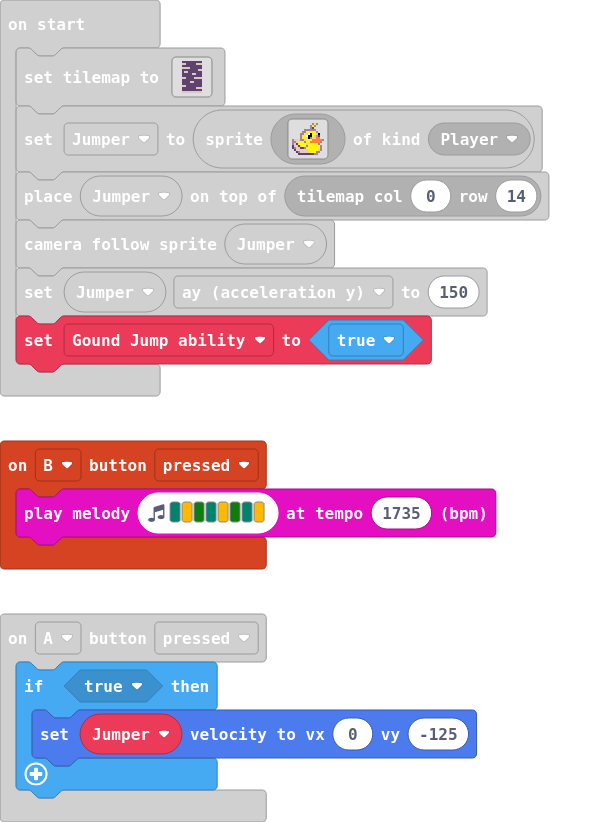 on start
set tilemap to
set Jumper to sprite of kind Player
place Jumper on top of tilemap col 0 row 14
camera follow sprite Jumper
set Jumper ay (acceleration y) to 150
set Gound Jump ability to true
on B button pressed
play melody at tempo 1735 (bpm)
on A button pressed
if true then
set Jumper velocity to vx 0 vy -125